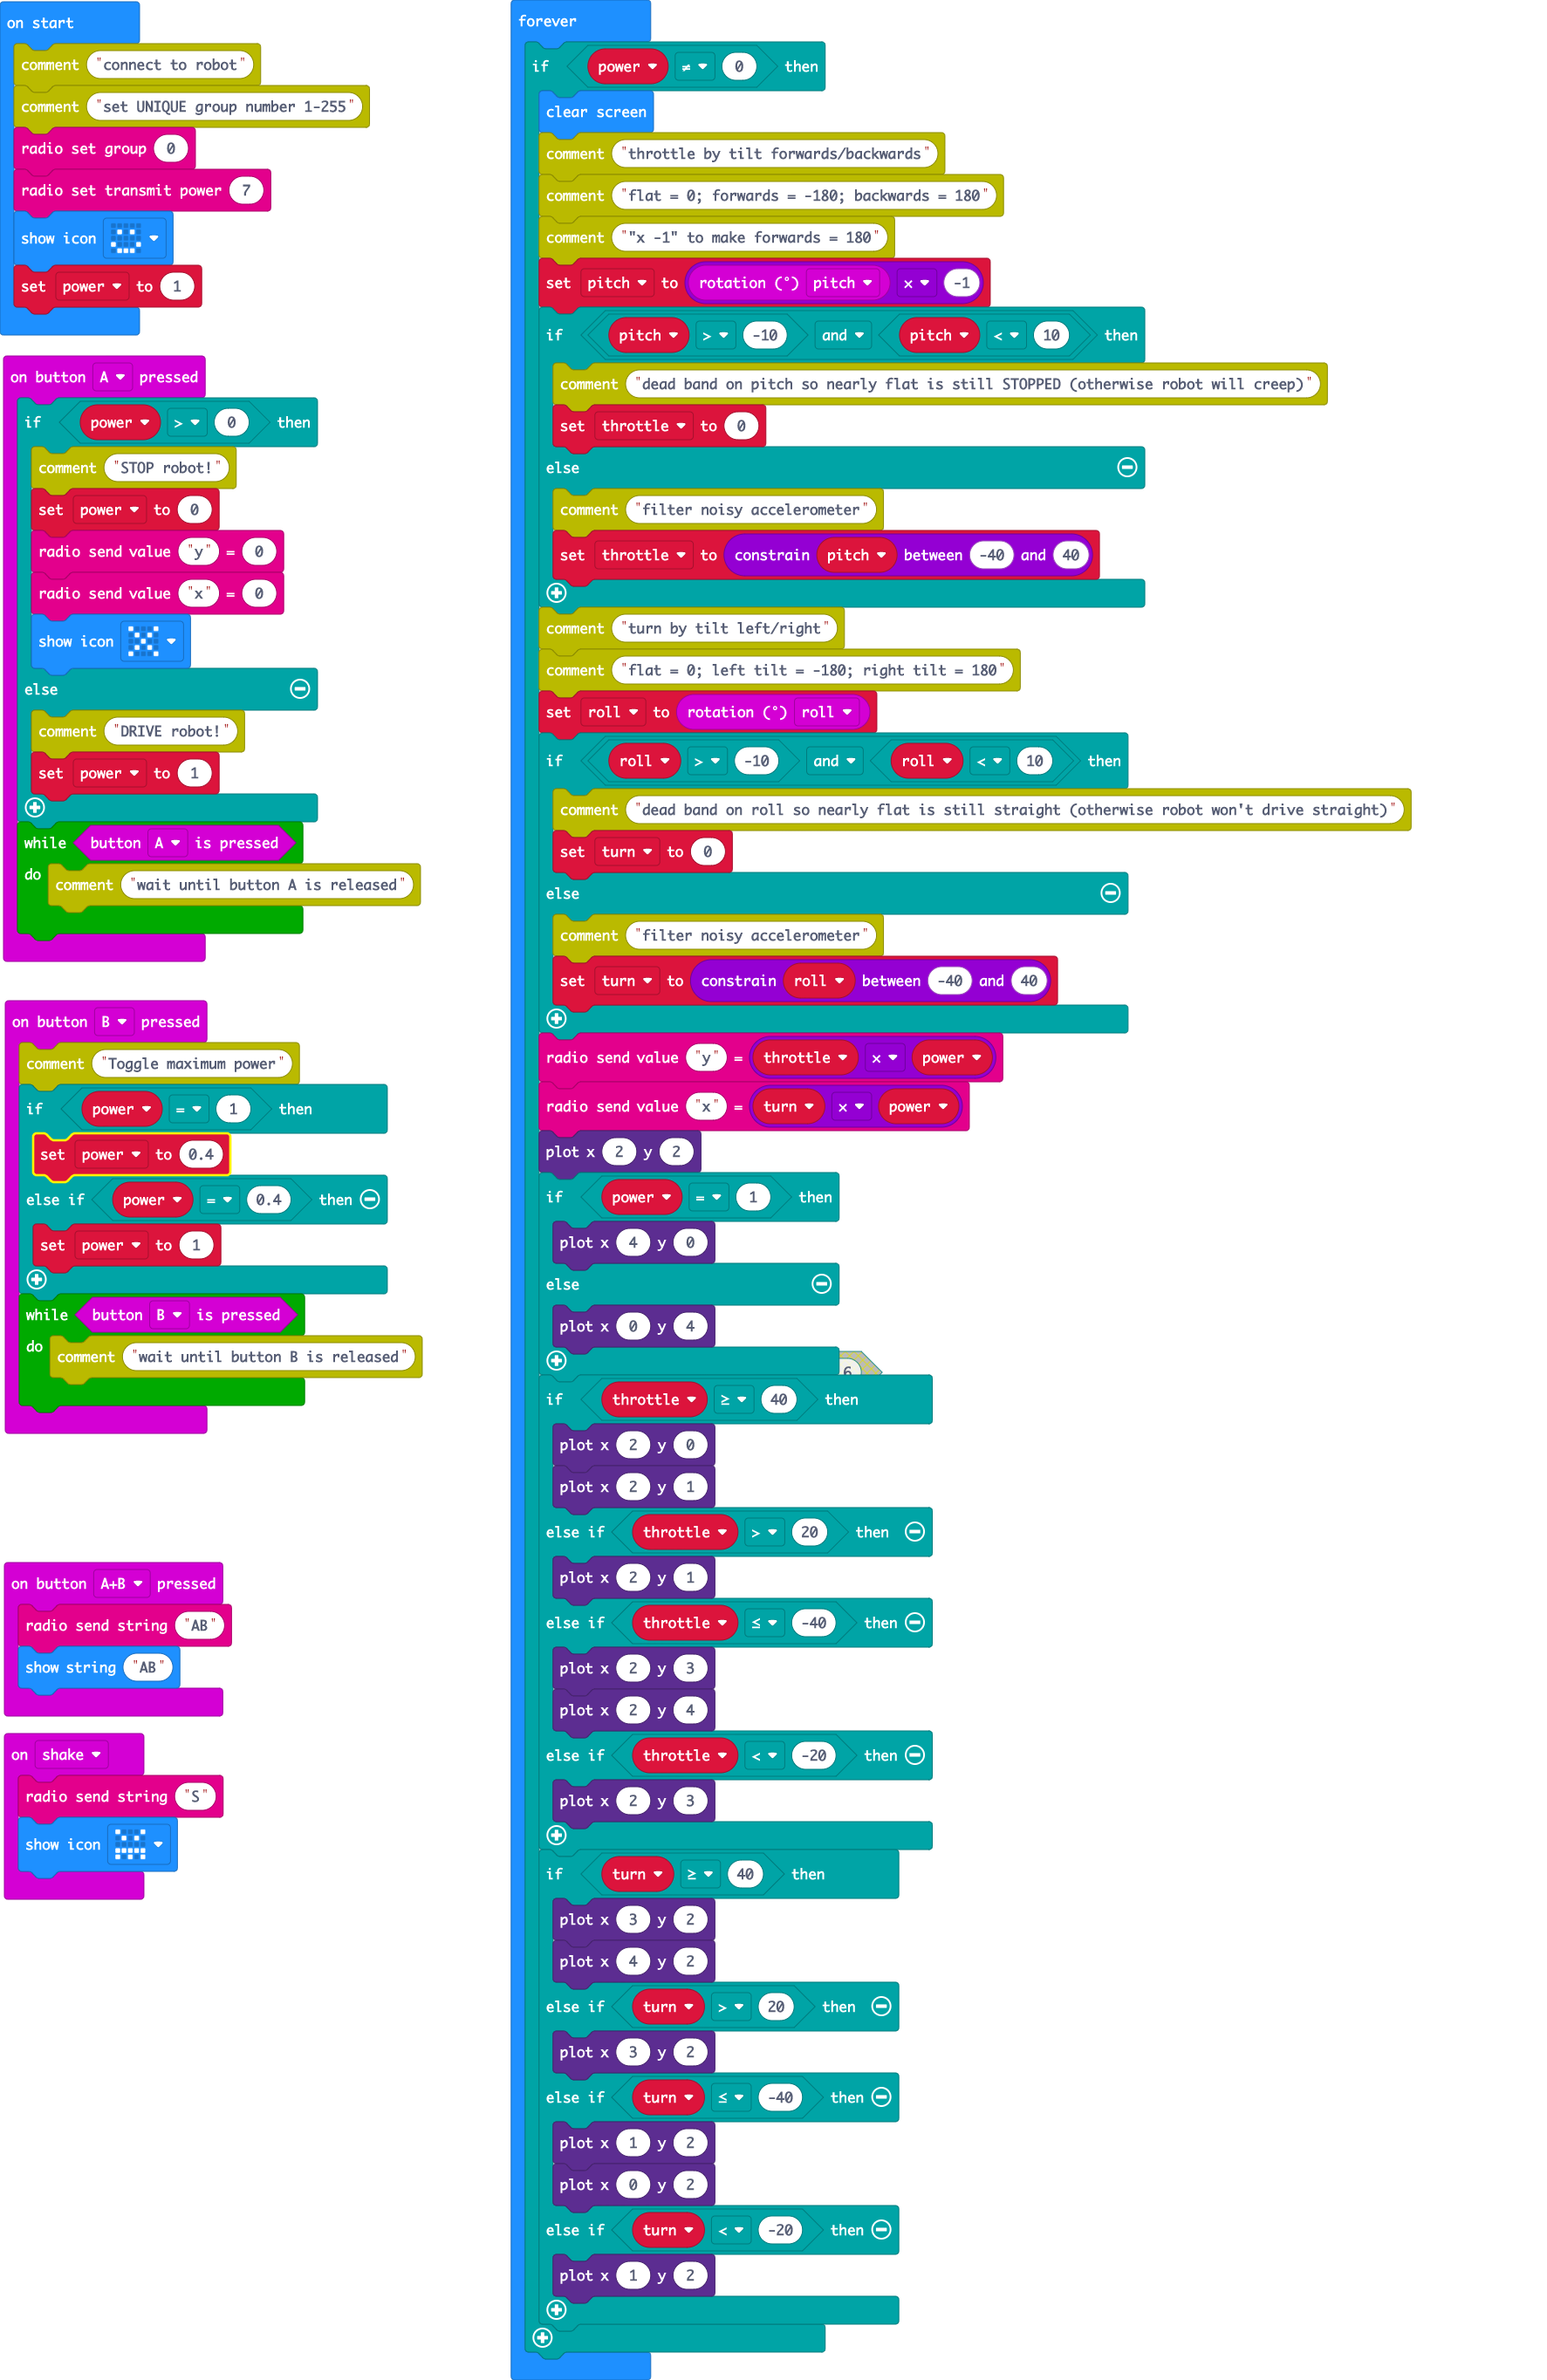 on start
comment "connect to robot"
comment "set UNIQUE group number 1-255"
radio set group 0
radio set transmit power 7
show icon
set power to 1
on button A pressed
if power > 0 then
comment "STOP robot!"
set power to 0
radio send value "y" = 0
radio send value "x" = 0
show icon
else
comment "DRIVE robot!"
set power to 1
while button A is pressed
do comment "wait until button A is released"
on button B pressed
comment "Toggle maximum power"
if power = 1 then
set power to 0.4
else if power = 0.4 then
set power to 1
while button B is pressed
do comment "wait until button B is released"
on button A+B pressed
radio send string "AB"
show string "AB"
on shake
radio send string "S"
show icon
forever
if power ≠ 0 then
clear screen
comment "throttle by tilt forwards/backwards"
comment "flat = 0; forwards = -180; backwards = 180"
comment ""x -1" to make forwards = 180"
set pitch to rotation (°) pitch × -1
if pitch > -10 and pitch < 10 then
comment "dead band on pitch so nearly flat is still STOPPED (otherwise robot will creep)"
set throttle to 0
else
comment "filter noisy accelerometer"
set throttle to constrain pitch between -40 and 40
comment "turn by tilt left/right"
comment "flat = 0; left tilt = -180; right tilt = 180"
set roll to rotation (°) roll
if roll > -10 and roll < 10 then
comment "dead band on roll so nearly flat is still straight (otherwise robot won't drive straight)"
set turn to 0
else
comment "filter noisy accelerometer"
set turn to constrain roll between -40 and 40
radio send value "y" = throttle × power
radio send value "x" = turn × power
plot x 2 y 2
if power = 1 then
plot x 4 y 0
else
plot x 0 y 4
6
if throttle ≥ 40 then
plot x 2 y 0
plot x 2 y 1
else if throttle > 20 then
plot x 2 y 1
else if throttle ≤ -40 then
plot x 2 y 3
plot x 2 y 4
else if throttle < -20 then
plot x 2 y 3
if turn ≥ 40 then
plot x 3 y 2
plot x 4 y 2
else if turn > 20 then
plot x 3 y 2
else if turn ≤ -40 then
plot x 1 y 2
plot x 0 y 2
else if turn < -20 then
plot x 1 y 2